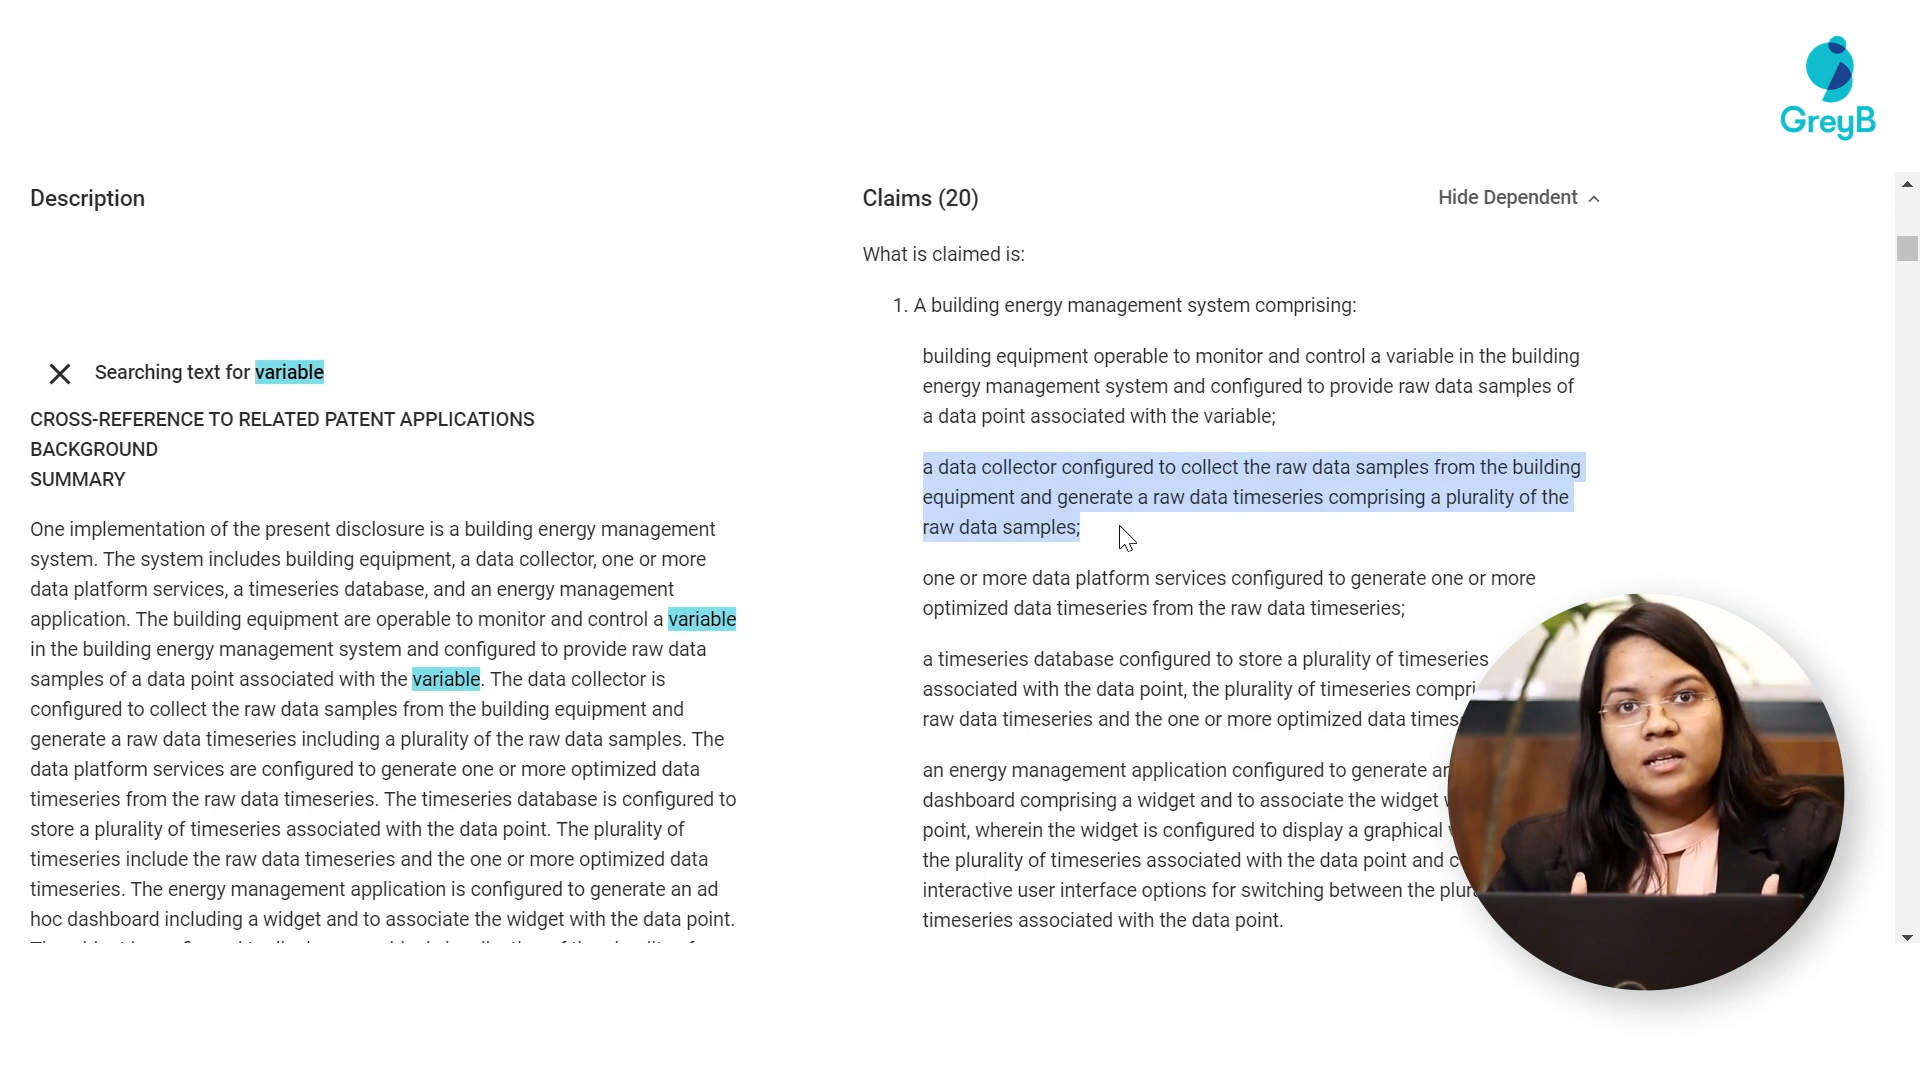 GreyB
Description
Searching text for variable
CROSS-REFERENCE TO RELATED PATENT APPLICATIONS
BACKGROUND
SUMMARY
One implementation of the present disclosure is a building energy management
system. The system includes building equipment, a data collector, one or more
data platform services, a timeseries database, and an energy management
application. The building equipment are operable to monitor and control a variable
in the building energy management system and configured to provide raw data
samples of a data point associated with the variable. The data collector is
configured to collect the raw data samples from the building equipment and
generate a raw data timeseries including a plurality of the raw data samples. The
data platform services are configured to generate one or more optimized data
timeseries from the raw data timeseries. The timeseries database is configured to
store a plurality of timeseries associated with the data point. The plurality of
timeseries include the raw data timeseries and the one or more optimized data
timeseries. The energy management application is configured to generate an ad
hoc dashboard including a widget and to associate the widget with the data point.
Claims (20)
Hide Dependent
What is claimed is:
1. A building energy management system comprising:
building equipment operable to monitor and control a variable in the building
energy management system and configured to provide raw data samples of
a data point associated with the variable;
a data collector configured to collect the raw data samples from the building
equipment and generate a raw data timeseries comprising a plurality of the
raw data samples;
one or more data platform services configured to generate one or more
optimized data timeseries from the raw data timeseries;
a timeseries database configured to store a plurality of timeseries
associated with the data point, the plurality of timeseries
raw data timeseries and the one or more optimized data
an energy management application configured to generate
dashboard comprising a widget and to associate the widget
point, wherein the widget is configured to display a graphical
the plurality of timeseries associated with the data point and
interactive user interface options for switching between the
timeseries associated with the data point.